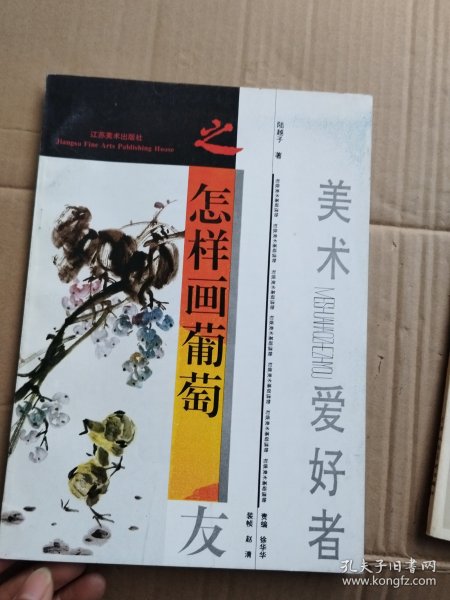 江苏美术出版社
Jiangsu Fine Arts Publishing House
之
陆越子 著
怎样画葡萄
美术爱好者
MEISHUAIHAOZHEZHIYOU
友
责编 徐华华
装帧 赵清
孔夫子旧书网
www.kongfz.com